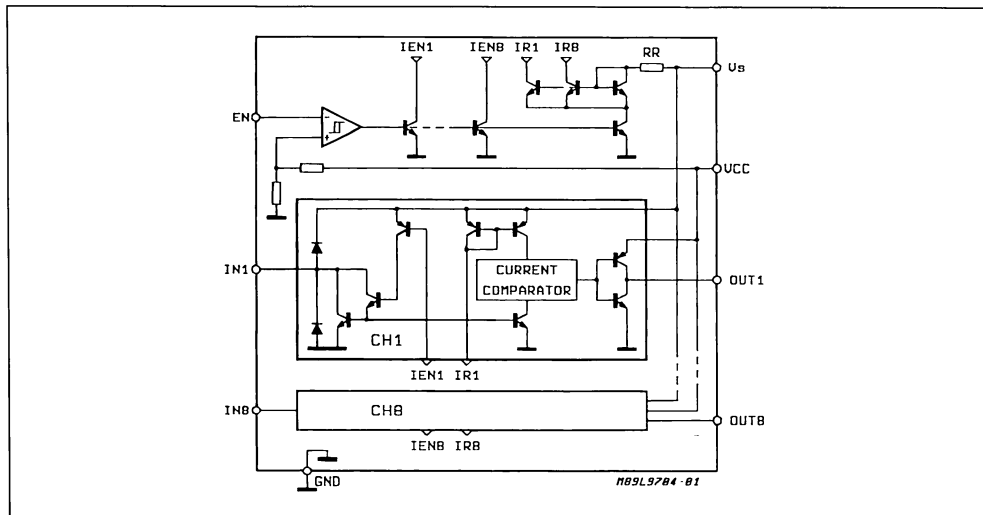 IEN1 IEN8 IR1 IR8
RR
Vs
EN
- 
+
VCC
IN1
CURRENT
COMPARATOR
OUT1
CH1
IEN1 IR1
IN8
CH8
OUT8
IEN8 IR8
GND
M89L9704-01